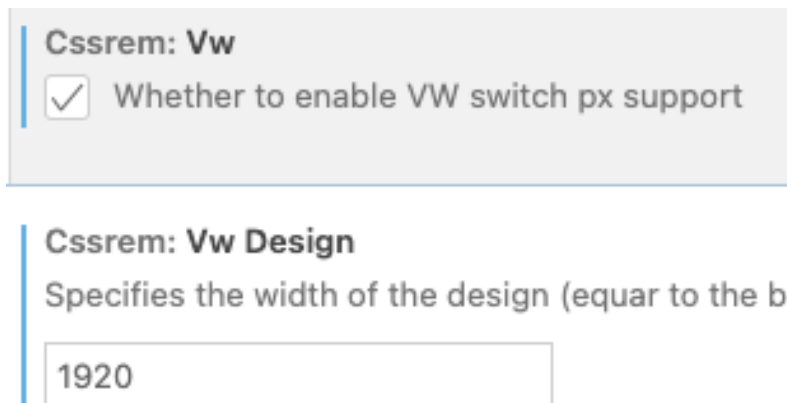 Cssrem: Vw
Whether to enable VW switch px support
Cssrem: Vw Design
Specifies the width of the design (equar to the b
1920